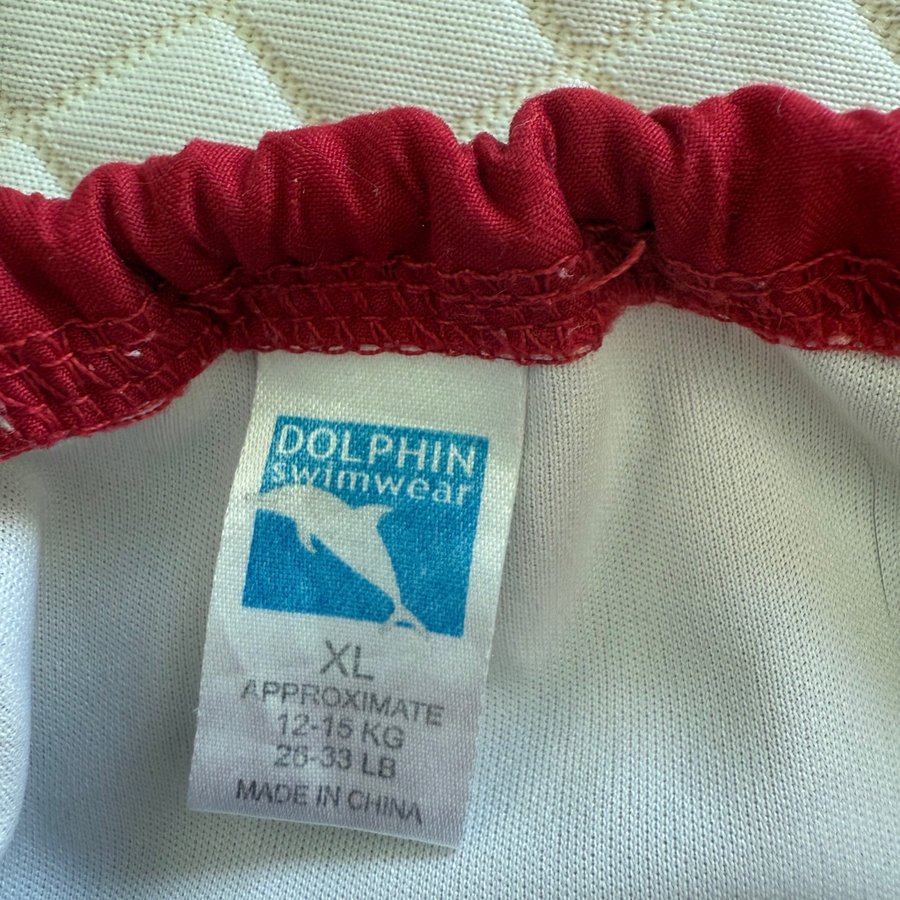 DOLPHIN
swimwear
XL
APPROXIMATE
12-15 KG
26-33 LB
MADE IN CHINA